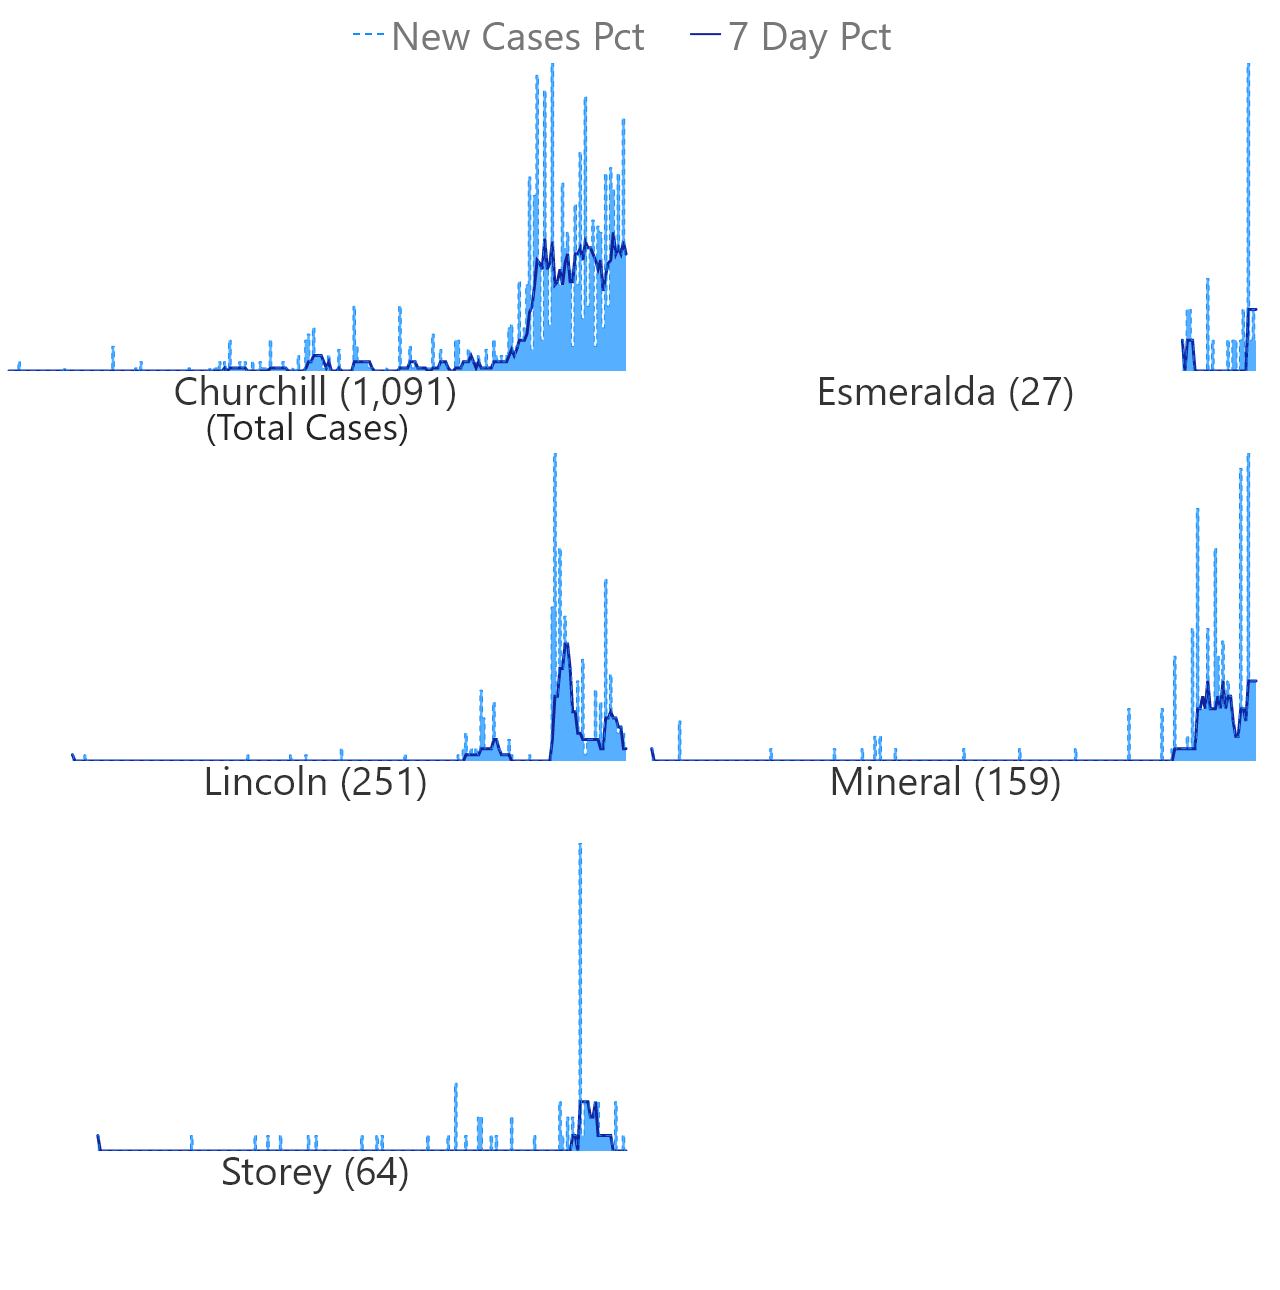 New Cases Pct 7 Day Pct
Churchill (1,091) Esmeralda (27)
(Total Cases)
Lincoln (251) Mineral (159)
Storey (64)